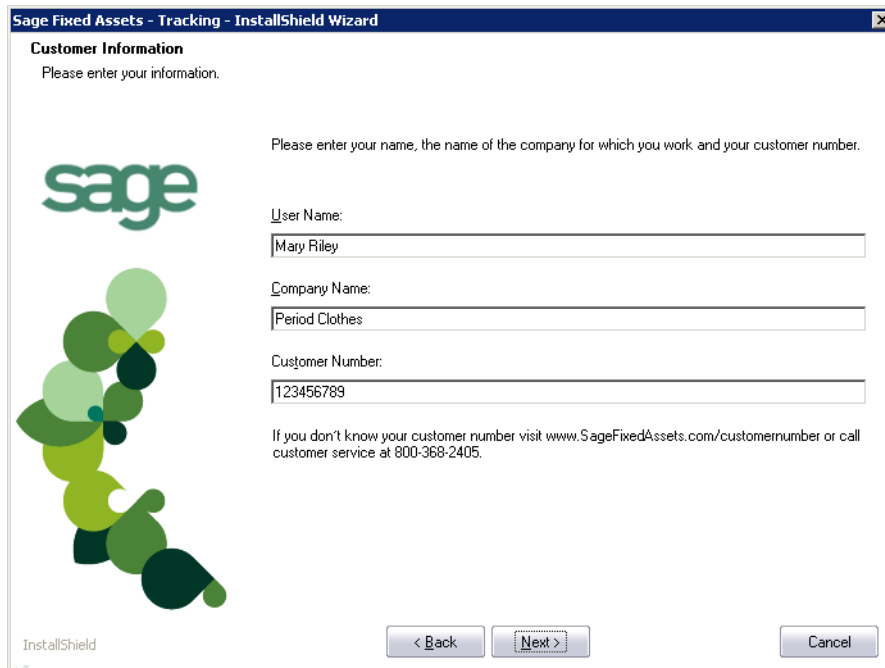 Sage Fixed Assets - Tracking - InstallShield Wizard
Customer Information
Please enter your information.
Please enter your name, the name of the company for which you work and your customer number.
sage
User Name:
Mary Riley
Company Name:
Period Clothes
Customer Number:
123456789
If you don't know your customer number visit www.SageFixedAssets.com/customernumber or call
customer service at 800-368-2405.
InstallShield
< Back
Next >
Cancel